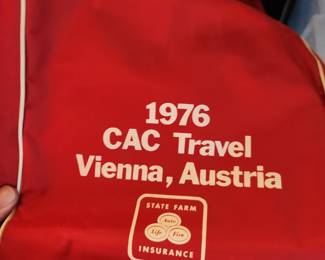 1976
CAC Travel
Vienna, Austria
STATE FARM
Auto
Life Fire
INSURANCE